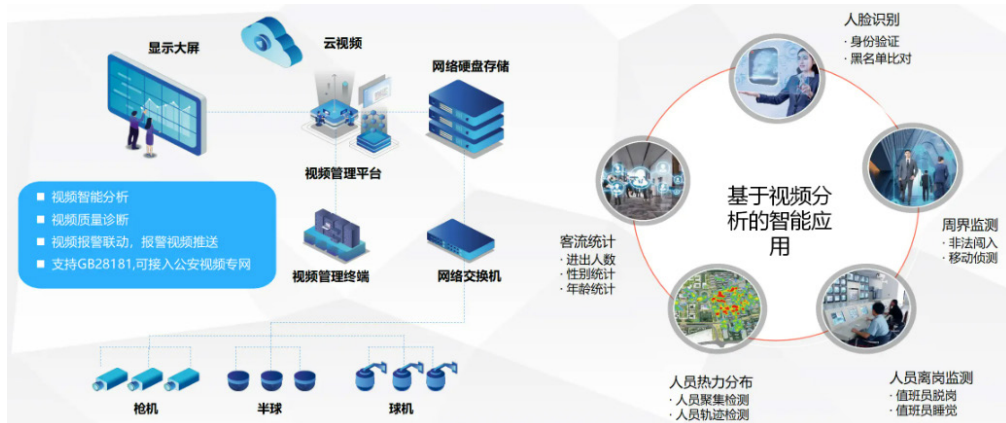 显示大屏
云视频
网络硬盘存储
视频管理平台
■ 视频智能分析
■ 视频质量诊断
■ 视频报警联动，报警视频推送
■ 支持GB28181,可接入公安视频专网
视频管理终端
网络交换机
枪机
半球
球机
人脸识别
· 身份验证
· 黑名单比对
基于视频分
析的智能应
用
周界监测
· 非法闯入
· 移动侦测
客流统计
· 进出人数
· 性别统计
· 年龄统计
人员热力分布
· 人员聚集检测
· 人员轨迹检测
人员离岗监测
· 值班员脱岗
· 值班员睡觉